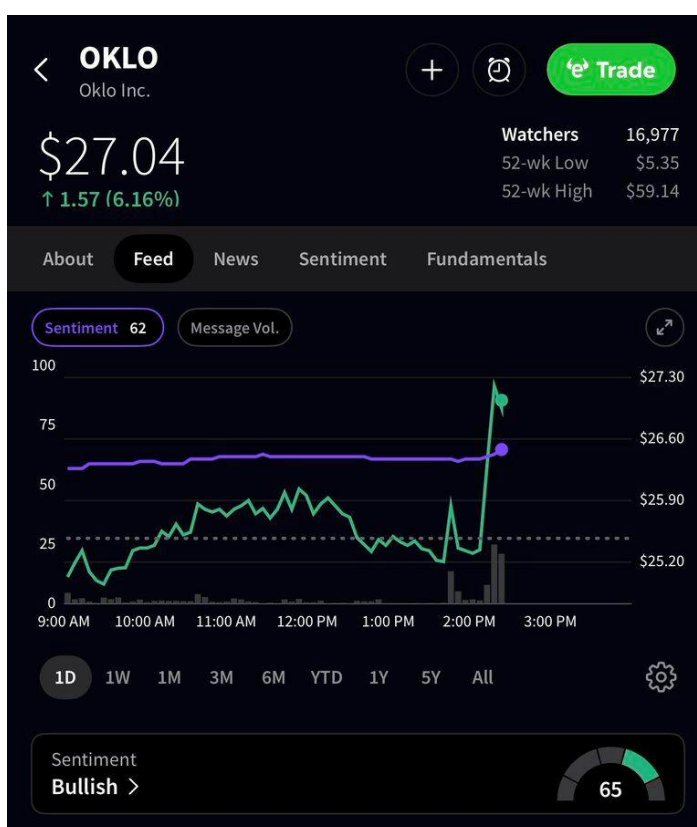 OKLO
Oklo Inc.
Trade
$27.04
↑ 1.57 (6.16%)
Watchers 16,977
52-wk Low $5.35
52-wk High $59.14
About Feed News Sentiment Fundamentals
Sentiment 62 Message Vol.
100
75
50
25
0
$27.30
$26.60
$25.90
$25.20
9:00 AM 10:00 AM 11:00 AM 12:00 PM 1:00 PM 2:00 PM 3:00 PM
1D 1W 1M 3M 6M YTD 1Y 5Y All
Sentiment
Bullish >
65